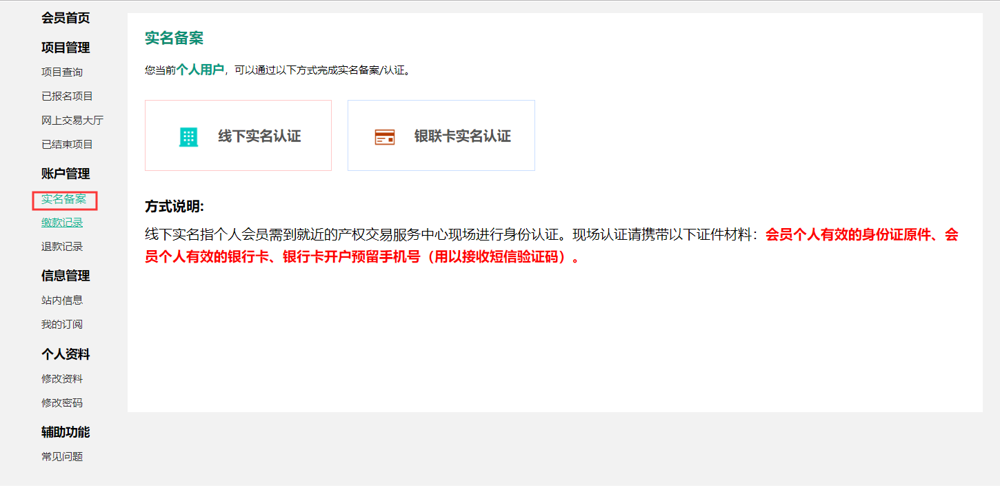 会员首页
项目管理
项目查询
已报名项目
网上交易大厅
已结束项目
账户管理
实名备案
缴款记录
退款记录
信息管理
站内信息
我的订阅
个人资料
修改资料
修改密码
辅助功能
常见问题
实名备案
您当前个人用户，可以通过以下方式完成实名备案/认证。
线下实名认证
银联卡实名认证
方式说明:
线下实名指个人会员需到就近的产权交易服务中心现场进行身份认证。现场认证请携带以下证件材料：会员个人有效的身份证原件、会
员个人有效的银行卡、银行卡开户预留手机号（用以接收短信验证码）。